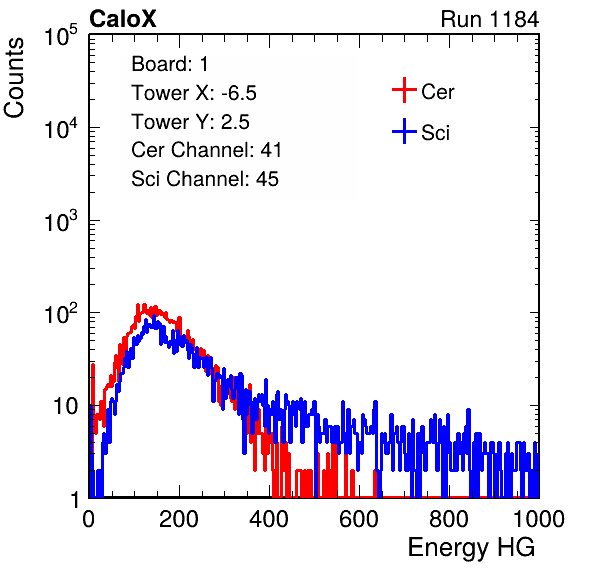 CaloX Run 1184
Counts
Board: 1
Tower X: -6.5
Tower Y: 2.5
Cer Channel: 41
Sci Channel: 45
Cer
Sci
10^5
10^4
10^3
10^2
10
1
0 200 400 600 800 1000
Energy HG